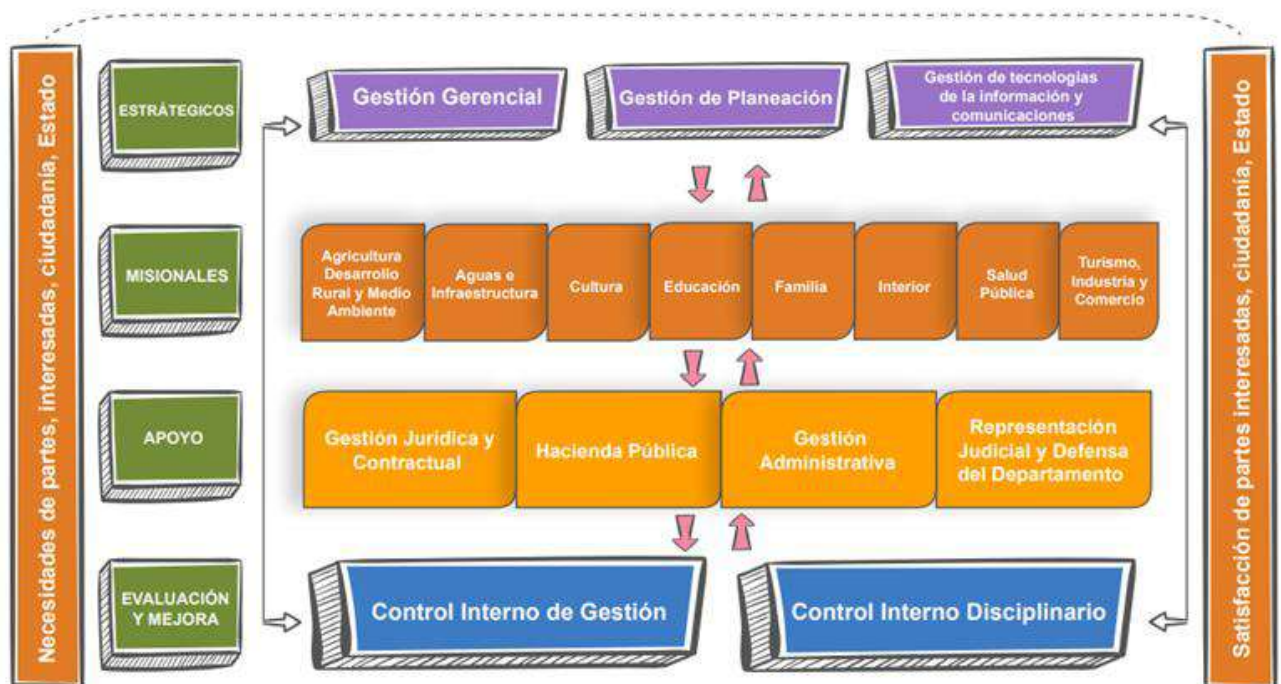 Necesidades de partes, interesadas, ciudadanía, Estado
ESTRÁTEGICOS
Gestión Gerencial
Gestión de Planeación
Gestión de tecnologías
de la información y
comunicaciones
MISIONALES
Agricultura
Desarrollo
Rural y Medio
Ambiente
Aguas e
Infraestructura
Cultura
Educación
Familia
Interior
Salud
Pública
Turismo,
Industria y
Comercio
APOYO
Gestión Jurídica y
Contractual
Hacienda Pública
Gestión
Administrativa
Representación
Judicial y Defensa
del Departamento
EVALUACIÓN
Y MEJORA
Control Interno de Gestión
Control Interno Disciplinario
Satisfacción de partes interesadas, ciudadanía, Estado